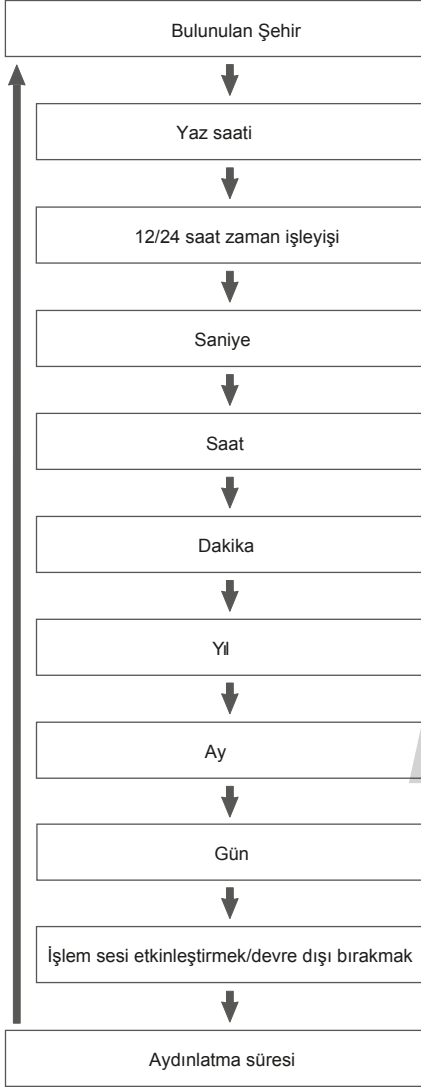 Bulunulan Şehir
Yaz saati
12/24 saat zaman işleyişi
Saniye
Saat
Dakika
Yıl
Ay
Gün
İşlem sesi etkinleştirmek/devre dışı bırakmak
Aydınlatma süresi